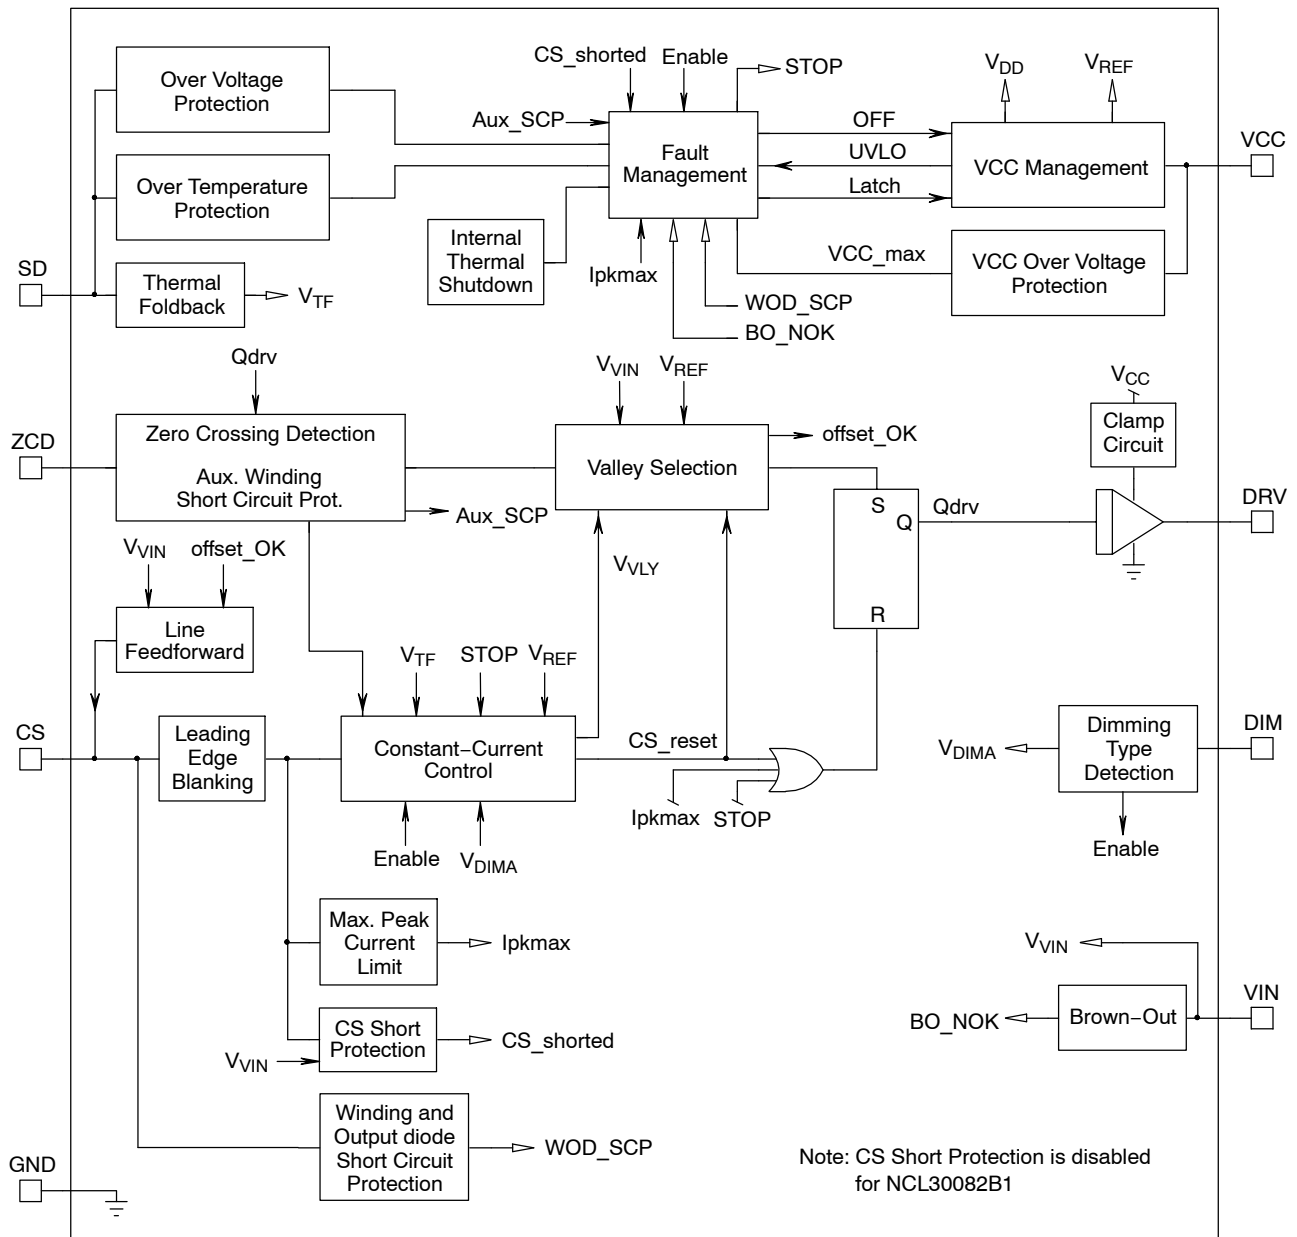 CS_shorted
Enable
STOP
VDD
VREF
Over Voltage
Protection
Aux_SCP
OFF
Fault
Management
UVLO
VCC Management
VCC
Over Temperature
Protection
Latch
Internal
Thermal
Shutdown
Ipkmax
VCC_max
VCC Over Voltage
Protection
SD
Thermal
Foldback
VTF
WOD_SCP
BO_NOK
Qdrv
VVIN
VREF
VCC
ZCD
Zero Crossing Detection
Aux. Winding
Short Circuit Prot.
Valley Selection
offset_OK
Clamp
Circuit
Aux_SCP
S
Q
Qdrv
DRV
VVIN
offset_OK
VVLY
R
Line
Feedforward
VTF
STOP
VREF
CS
Leading
Edge
Blanking
Constant–Current
Control
CS_reset
VDIMA
Dimming
Type
Detection
DIM
Ipkmax
STOP
Enable
VDIMA
Enable
Max. Peak
Current
Limit
Ipkmax
VVIN
CS Short
Protection
CS_shorted
VVIN
BO_NOK
Brown–Out
VIN
Winding and
Output diode
Short Circuit
Protection
WOD_SCP
GND
Note: CS Short Protection is disabled
for NCL30082B1